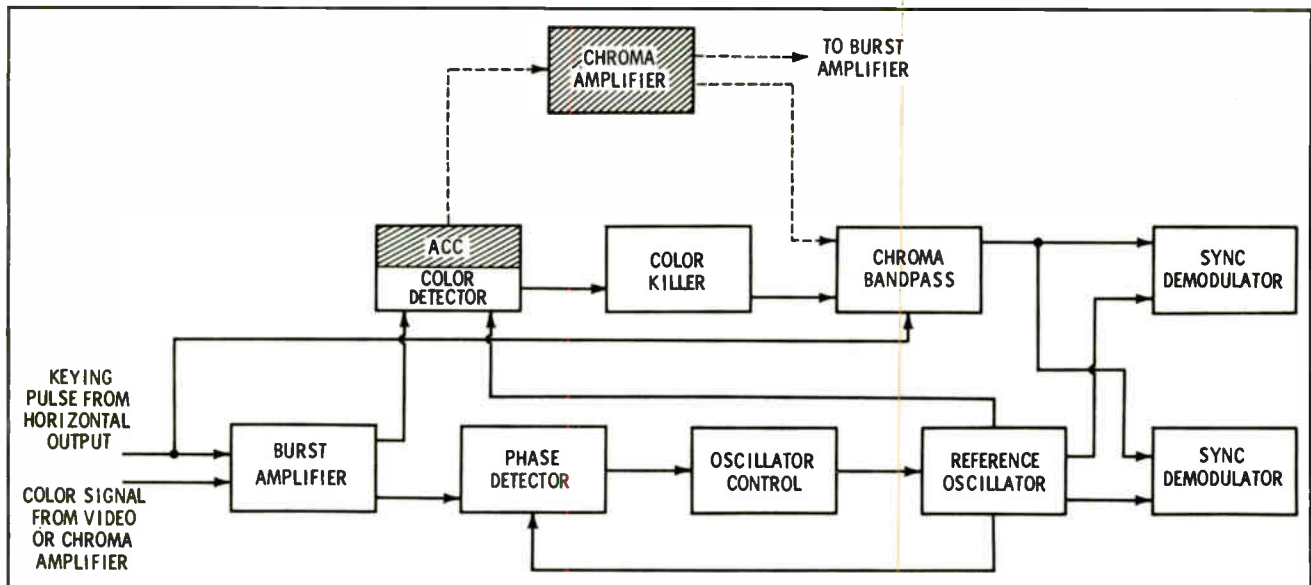 CHROMA
AMPLIFIER
TO BURST
AMPLIFIER
ACC
COLOR
DETECTOR
COLOR
KILLER
CHROMA
BANDPASS
SYNC
DEMODULATOR
KEYING
PULSE FROM
HORIZONTAL
OUTPUT
COLOR SIGNAL
FROM VIDEO
OR CHROMA
AMPLIFIER
BURST
AMPLIFIER
PHASE
DETECTOR
OSCILLATOR
CONTROL
REFERENCE
OSCILLATOR
SYNC
DEMODULATOR